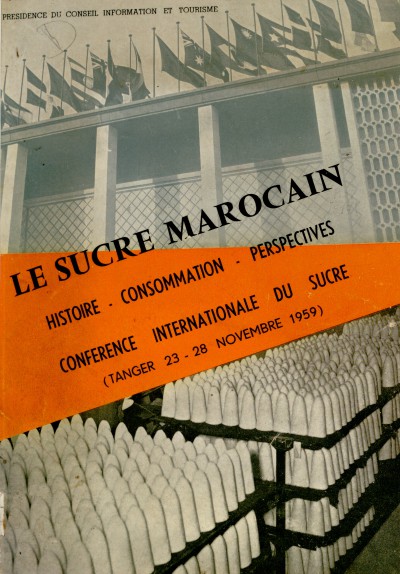 PRESIDENCE DU CONSEIL INFORMATION ET TOURISME
LE SUCRE MAROCAIN
HISTOIRE - CONSOMMATION - PERSPECTIVES
CONFERENCE INTERNATIONALE DU SUCRE
(TANGER 23 - 28 NOVEMBRE 1959)